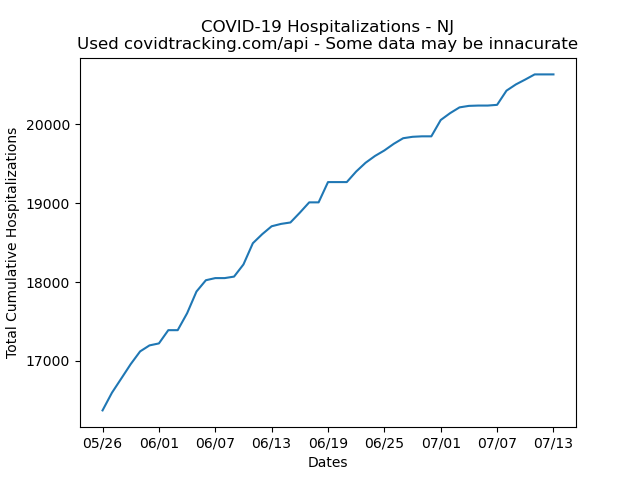 COVID-19 Hospitalizations - NJ
Used covidtracking.com/api - Some data may be innacurate
Total Cumulative Hospitalizations
20000
19000
18000
17000
05/26 06/01 06/07 06/13 06/19 06/25 07/01 07/07 07/13
Dates